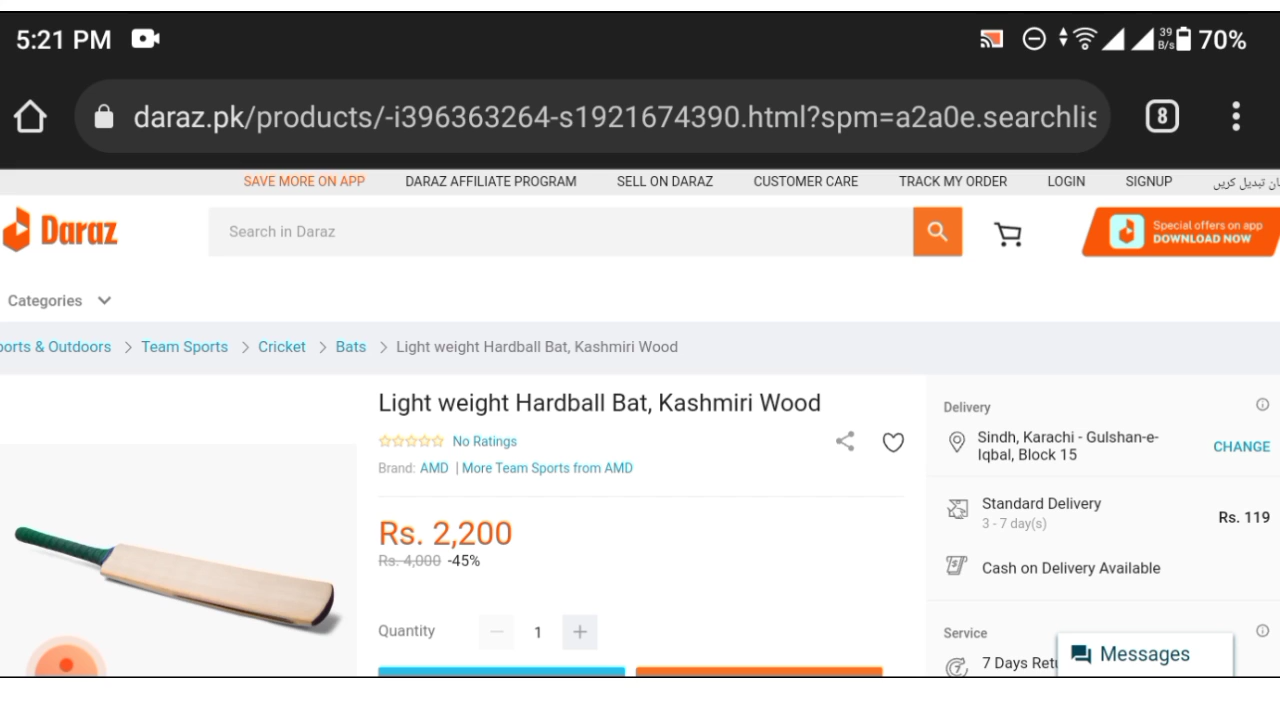 5:21 PM
39
B/s
70%
daraz.pk/products/-i396363264-s1921674390.html?spm=a2a0e.searchlis
8
SAVE MORE ON APP DARAZ AFFILIATE PROGRAM SELL ON DARAZ CUSTOMER CARE TRACK MY ORDER LOGIN SIGNUP ان تبدیل کریں
Daraz
Search in Daraz
Special offers on app
DOWNLOAD NOW
Categories
ports & Outdoors > Team Sports > Cricket > Bats > Light weight Hardball Bat, Kashmiri Wood
Light weight Hardball Bat, Kashmiri Wood
No Ratings
Brand: AMD | More Team Sports from AMD
Rs. 2,200
Rs. 4,000 -45%
Quantity − 1 +
Delivery
Sindh, Karachi - Gulshan-e-
Iqbal, Block 15
CHANGE
Standard Delivery
3 - 7 day(s)
Rs. 119
Cash on Delivery Available
Service
7 Days Retu
Messages